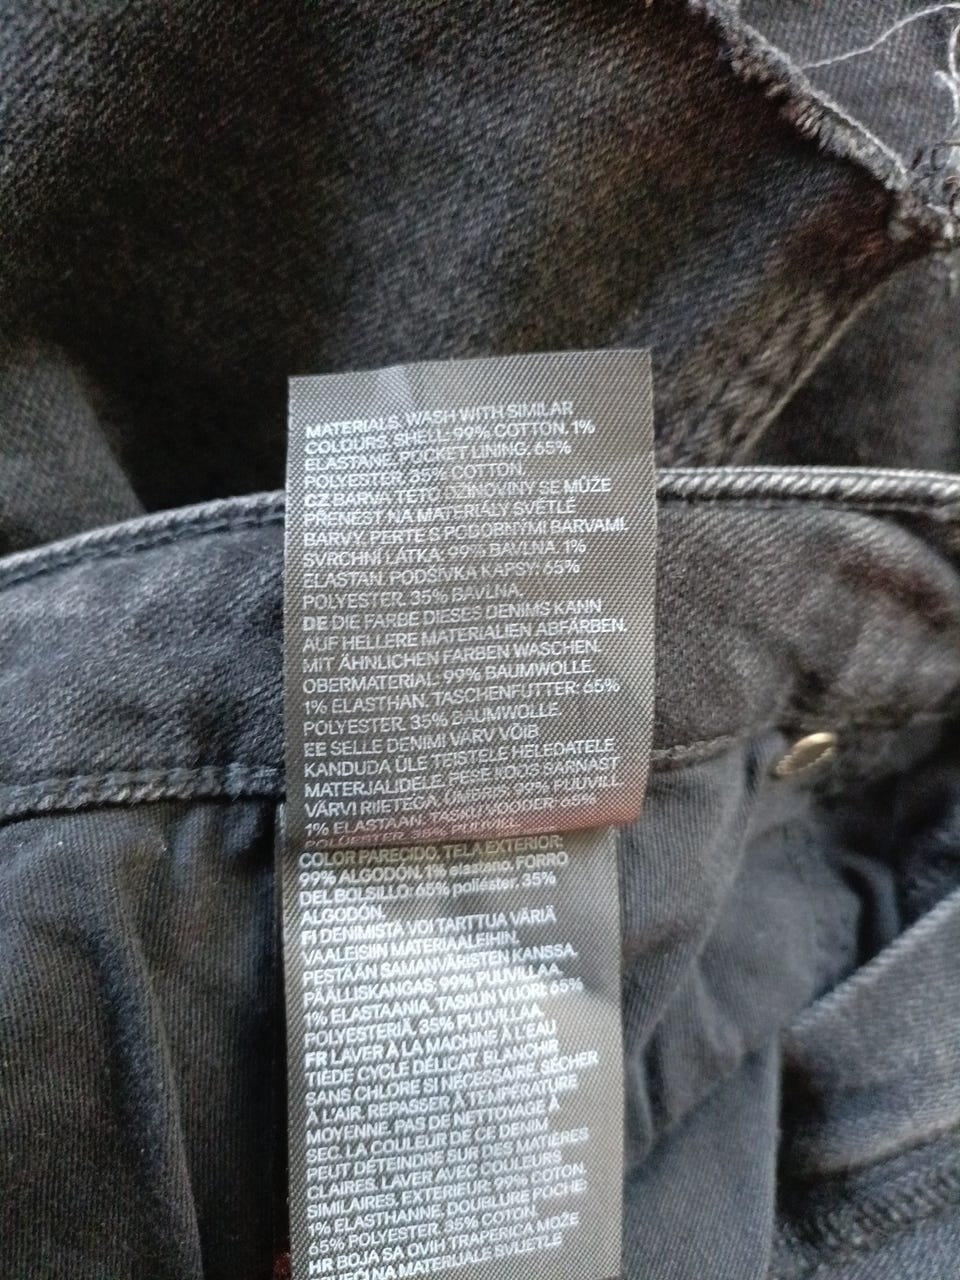 MATERIALS. WASH WITH SIMILAR
COLOURS. SHELL: 99% COTTON. 1%
ELASTANE. POCKET LINING: 65%
POLYESTER. 35% COTTON.
CZ BARVA TÉTO DŽÍNOVINY SE MŮŽE
PŘENÉST NA MATERIÁLY SVĚTLÉ
BARVY. PERTE S PODOBNÝMI BARVAMI.
SVRCHNÍ LÁTKA: 99% BAVLNA. 1%
ELASTAN. PODŠÍVKA KAPSY: 65%
POLYESTER. 35% BAVLNA.
DE DIE FARBE DIESES DENIMS KANN
AUF HELLERE MATERIALIEN ABFÄRBEN.
MIT ÄHNLICHEN FARBEN WASCHEN.
OBERMATERIAL: 99% BAUMWOLLE.
1% ELASTHAN. TASCHENFUTTER: 65%
POLYESTER. 35% BAUMWOLLE.
EE SELLE DENIMI VÄRV VÕIB
KANDUDA ÜLE TEISTELE HELEDATELE
MATERJALIDELE. PESE KOOS SARNAST
VÄRVI RIIETEGA. ÜMBRIS: 99% PUUVILL.
1% ELASTAAN. TASKU VOODER: 65%
POLÜESTER. 35% PUUVILL.
COLOR PARECIDO. TELA EXTERIOR:
99% ALGODÓN. 1% elastano. FORRO
DEL BOLSILLO: 65% poliéster. 35%
ALGODÓN.
FI DENIMISTÄ VOI TARTTUA VÄRIÄ
VAALEISIIN MATERIAALEIHIN.
PESTÄÄN SAMANVÄRISTEN KANSSA.
PÄÄLLISKANGAS: 99% PUUVILLAA.
1% ELASTAANIA. TASKUN VUORI: 65%
POLYESTERIÄ. 35% PUUVILLAA.
FR LAVER À LA MACHINE À L'EAU
TIÈDE CYCLE DÉLICAT. BLANCHIR
SANS CHLORE SI NÉCESSAIRE. SÉCHER
À L'AIR. REPASSER À TEMPÉRATURE
MOYENNE. PAS DE NETTOYAGE À
SEC. LA COULEUR DE CE DENIM
PEUT DÉTEINDRE SUR DES MATIÈRES
CLAIRES. LAVER AVEC COULEURS
SIMILAIRES. EXTÉRIEUR: 99% COTON.
1% ÉLASTHANNE. DOUBLURE POCHE:
65% POLYESTER. 35% COTON.
HR BOJA SA OVIH TRAPERICA MOŽE
NA MATERIJALE SVIJETLE